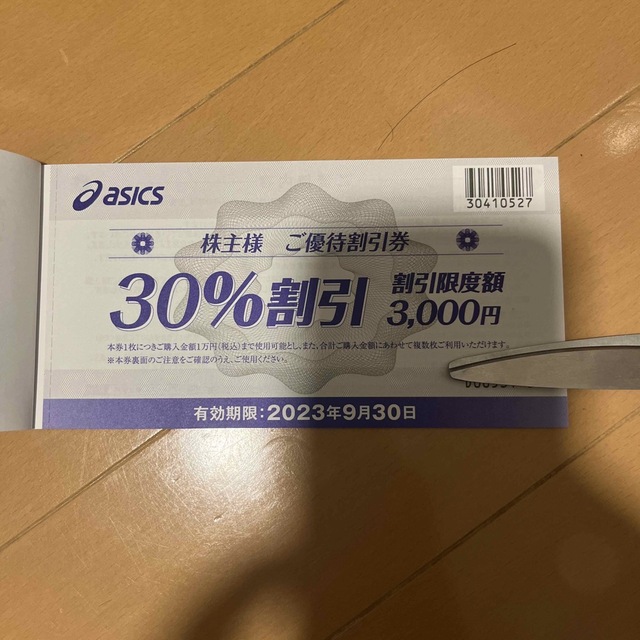 asics
30410527
株主様 ご優待割引券
30%割引 割引限度額
3,000円
本券1枚につきご購入金額1万円(税込)まで使用可能とし、また、合計ご購入金額にあわせて複数枚ご利用いただけます。
※本券裏面のご注意をご確認のうえ、ご使用ください。
有効期限:2023年9月30日